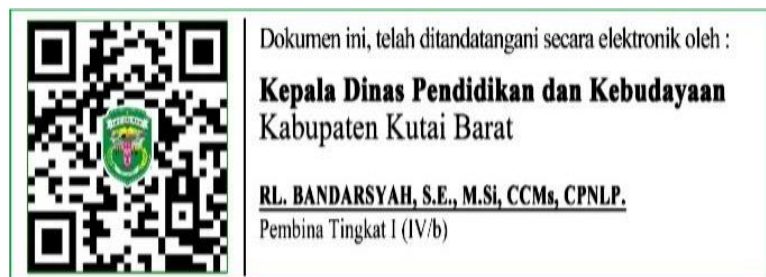 Dokumen ini, telah ditandatangani secara elektronik oleh :
Kepala Dinas Pendidikan dan Kebudayaan
Kabupaten Kutai Barat
RL. BANDARSYAH, S.E., M.Si, CCMs, CPNLP.
Pembina Tingkat I (IV/b)